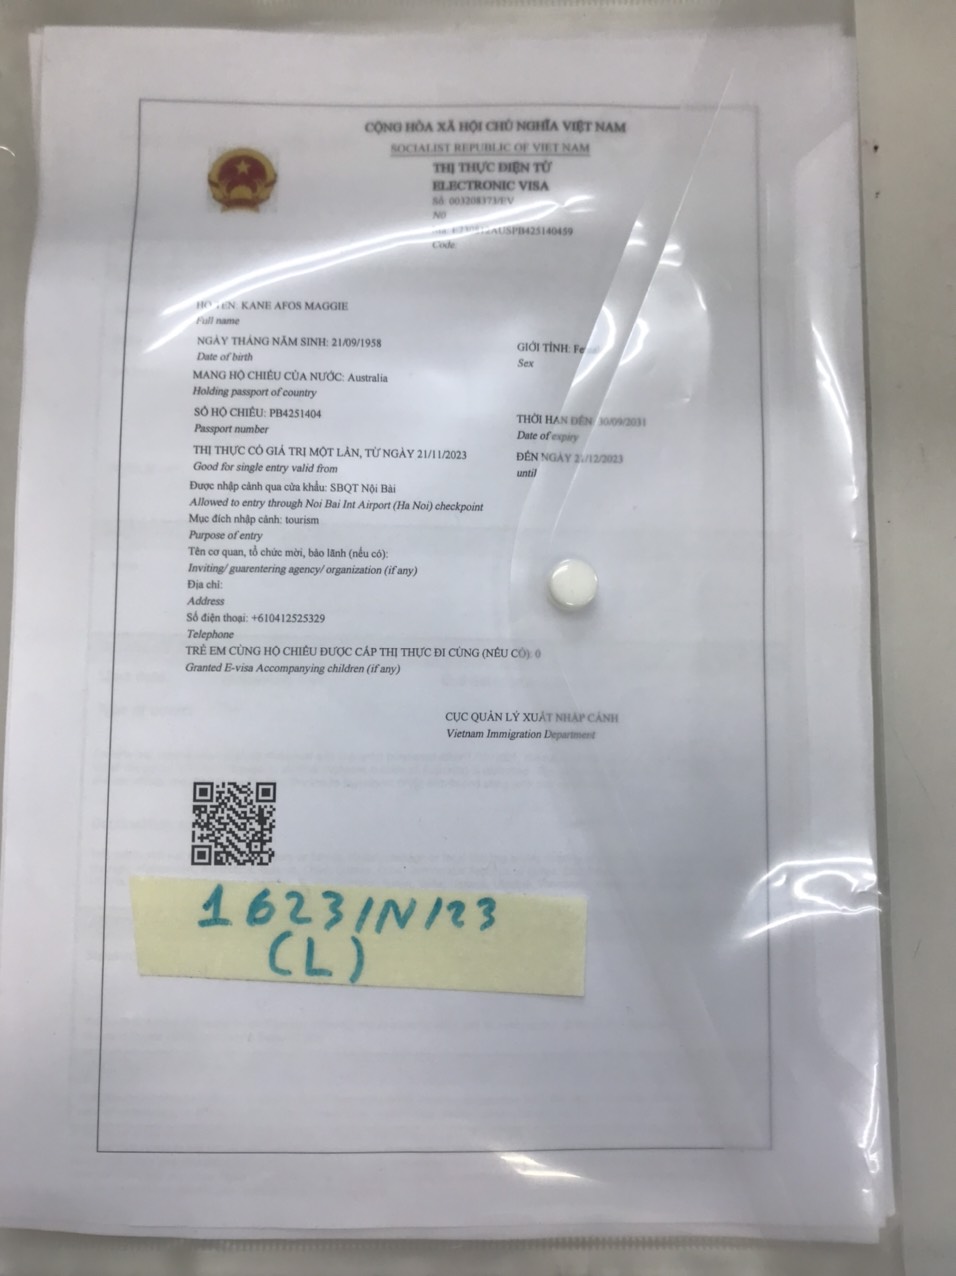 CỘNG HÒA XÃ HỘI CHỦ NGHĨA VIỆT NAM
SOCIALIST REPUBLIC OF VIET NAM
THỊ THỰC ĐIỆN TỬ
ELECTRONIC VISA
Số: 003208373/EV
NO
AUSPB425140459
Code:
HỌ TÊN: KANE AFOS MAGGIE
Full name
NGÀY THÁNG NĂM SINH: 21/09/1958
Date of birth
GIỚI TÍNH:
Sex
MANG HỘ CHIẾU CỦA NƯỚC: Australia
Holding passport of country
SỐ HỘ CHIẾU: PB4251404
Passport number
THỜI HẠN ĐẾN: 30/09/2031
Date of expiry
THỊ THỰC CÓ GIÁ TRỊ MỘT LẦN, TỪ NGÀY 21/11/2023
Good for single entry valid from
ĐẾN NGÀY
until
Được nhập cảnh qua cửa khẩu: SBQT Nội Bài
Allowed to entry through Noi Bai Int Airport (Ha Noi) checkpoint
Mục đích nhập cảnh: tourism
Purpose of entry
Tên cơ quan, tổ chức mời, bảo lãnh (nếu có):
Inviting/ guarentering agency/ organization (if any)
Địa chỉ:
Address
Số điện thoại: +610412525329
Telephone
TRẺ EM CÙNG HỘ CHIẾU ĐƯỢC CẤP THỊ THỰC ĐI CÙNG (NẾU CÓ): 0
Granted E-visa Accompanying children (if any)
CỤC QUẢN LÝ XUẤT NHẬP CẢNH
Vietnam Immigration Department
1623/N/23
(L)